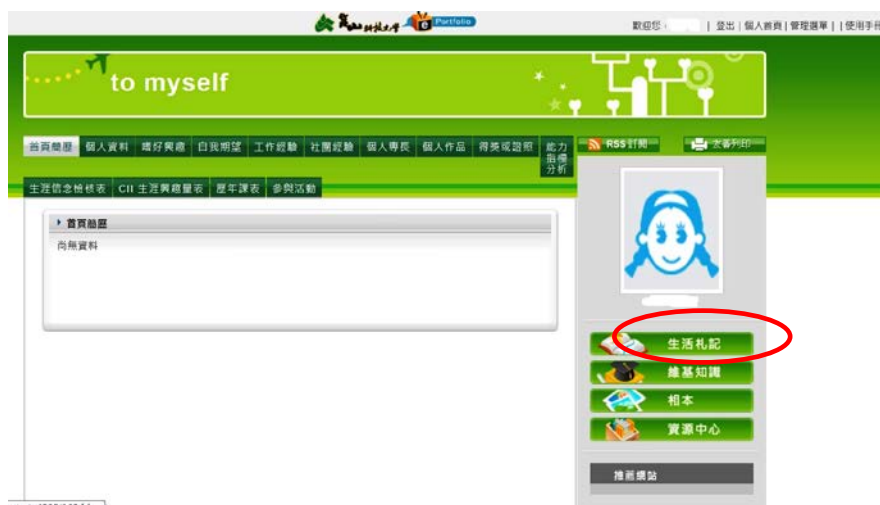 Portfolio
歡迎您， | 登出 | 個人首頁 | 管理選單 | | 使用手冊
to myself
首頁簡歷 個人資料 嗜好興趣 自我期望 工作經驗 社團經驗 個人專長 個人作品 得獎或證照 能力指標分析
RSS訂閱 友善列印
生涯信念檢核表 CII 生涯興趣量表 歷年課表 參與活動
首頁簡歷
尚無資料
生活札記
維基知識
相本
資源中心
推薦網站